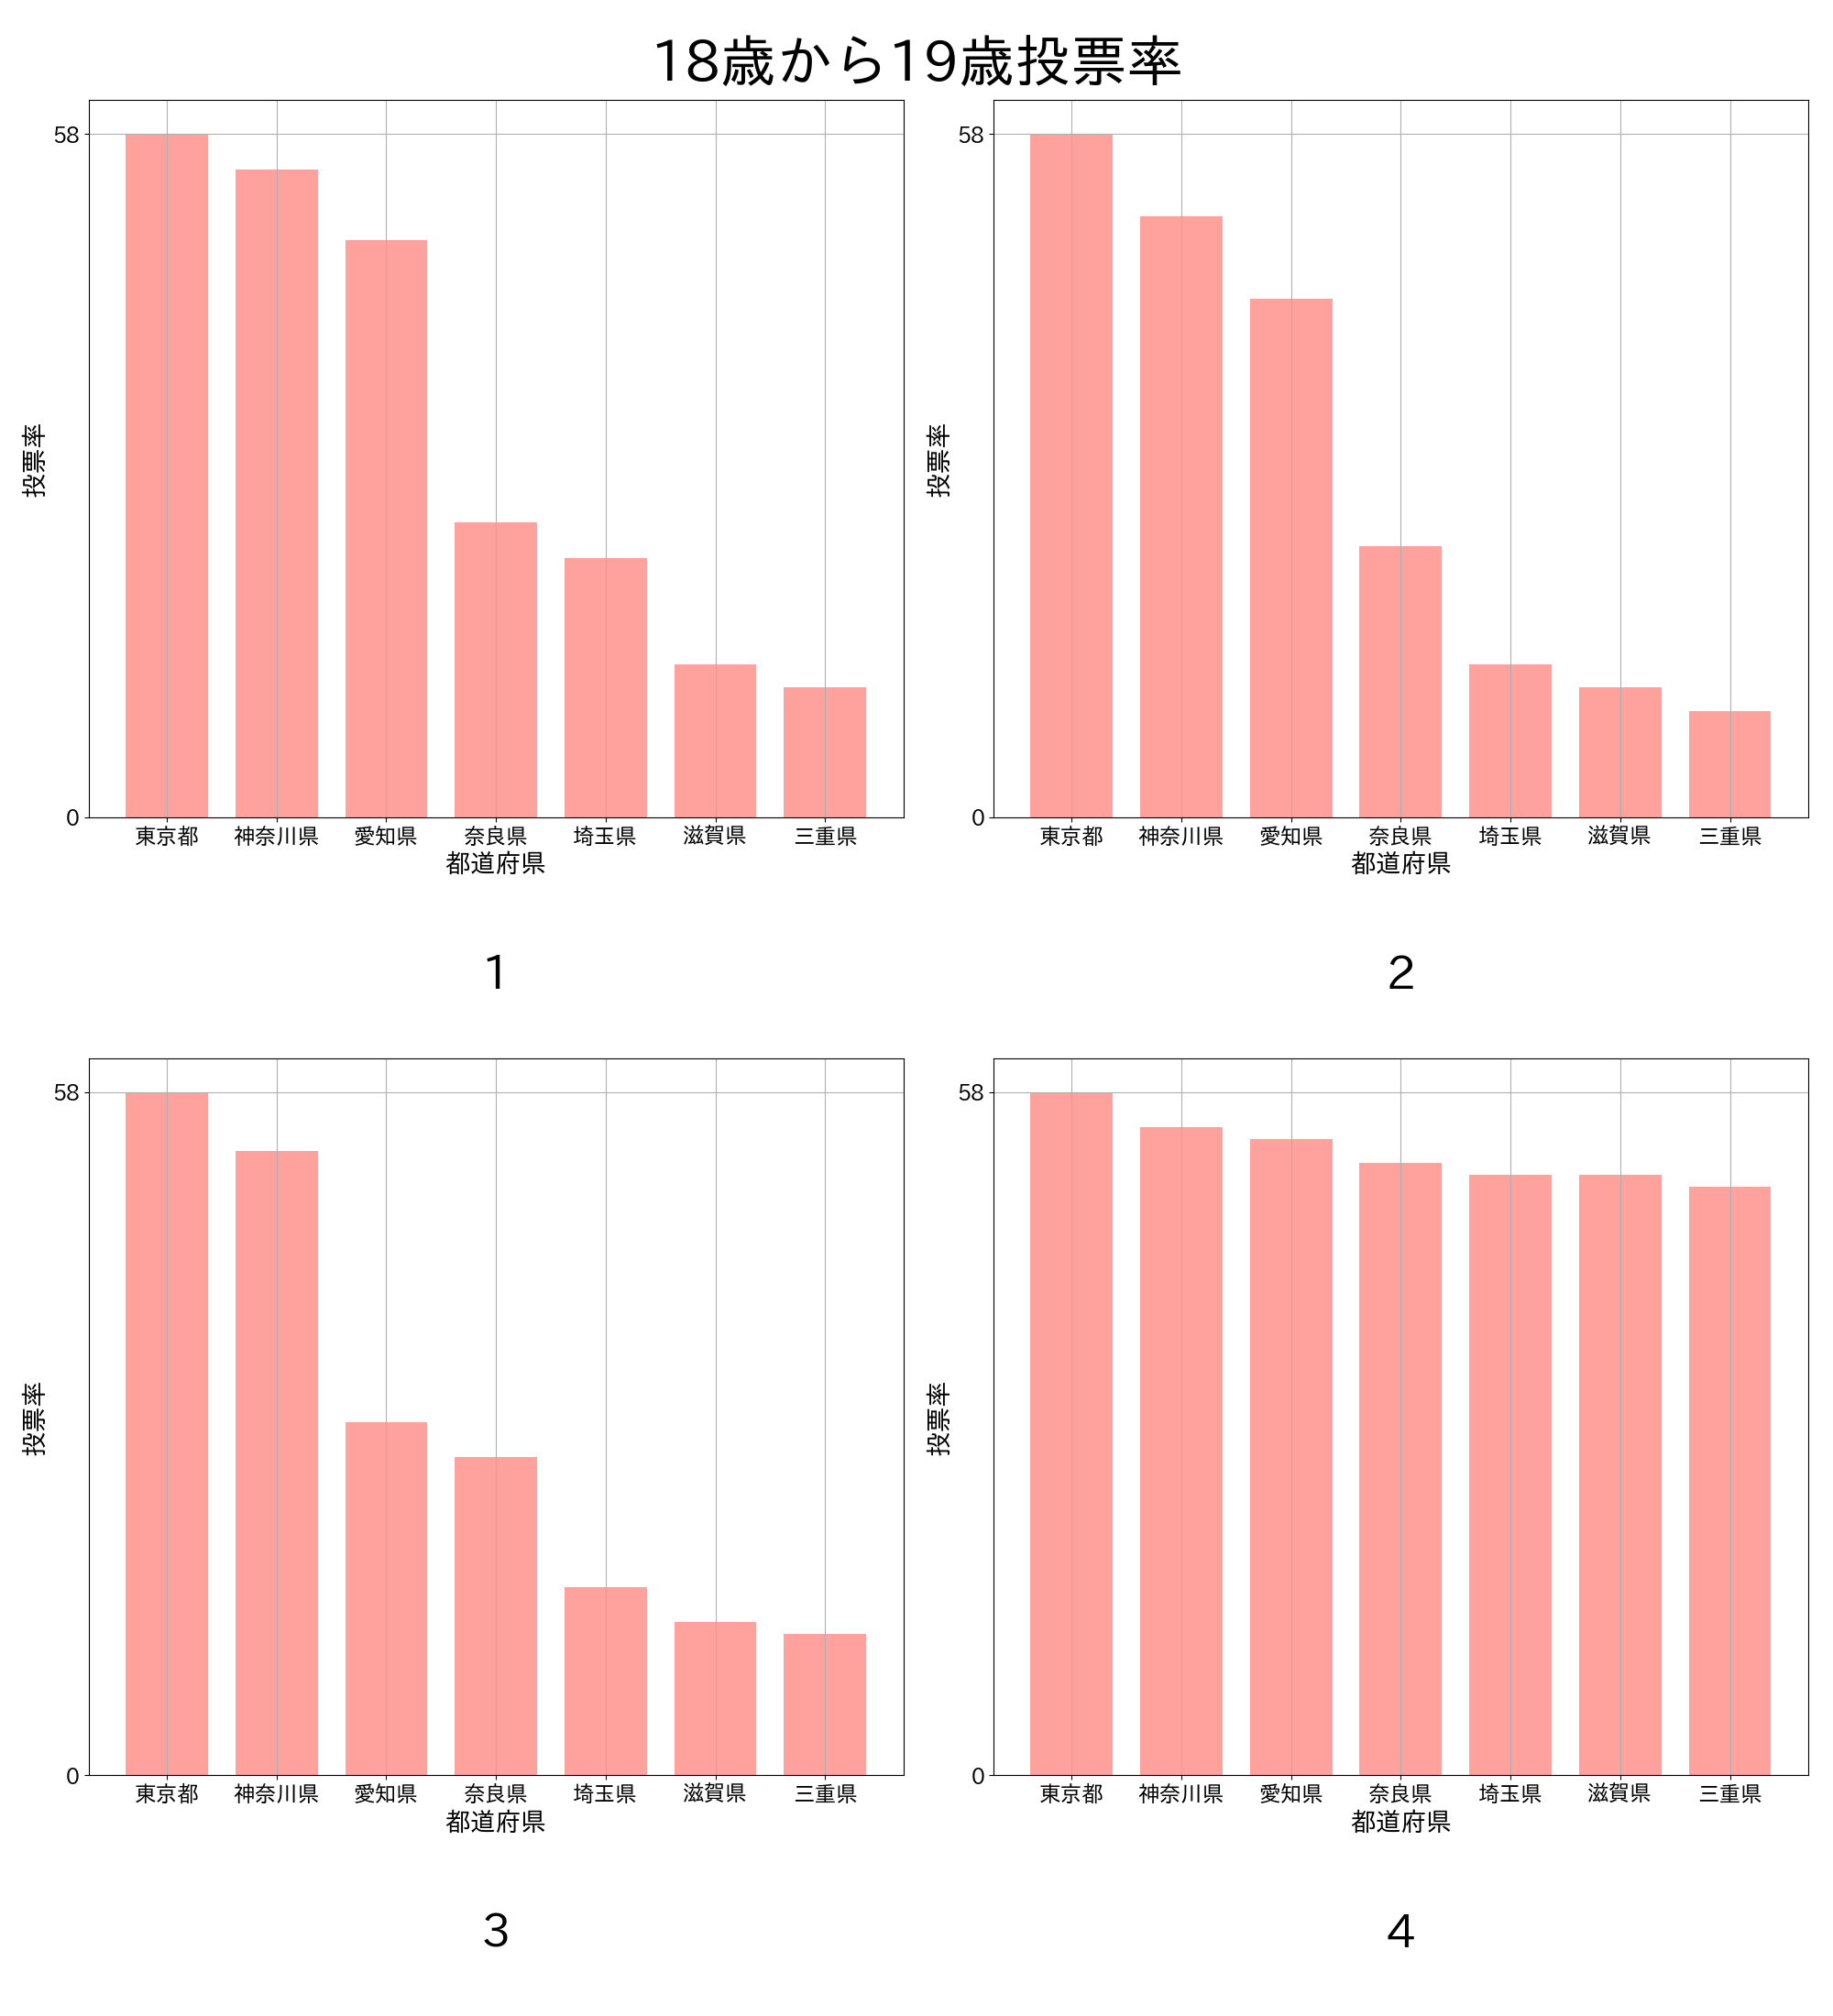 18歳から19歳投票率
58
0
投票率
東京都 神奈川県 愛知県 奈良県 埼玉県 滋賀県 三重県
都道府県
1
58
0
投票率
東京都 神奈川県 愛知県 奈良県 埼玉県 滋賀県 三重県
都道府県
2
58
0
投票率
東京都 神奈川県 愛知県 奈良県 埼玉県 滋賀県 三重県
都道府県
3
58
0
投票率
東京都 神奈川県 愛知県 奈良県 埼玉県 滋賀県 三重県
都道府県
4